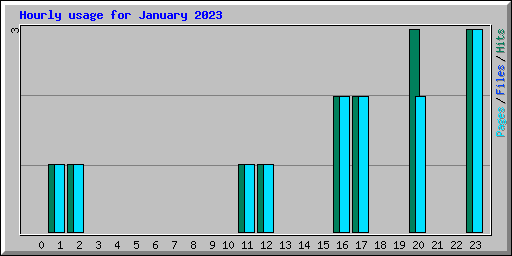 Hourly usage for January 2023
3
Pages/Files/Hits
0 1 2 3 4 5 6 7 8 9 10 11 12 13 14 15 16 17 18 19 20 21 22 23